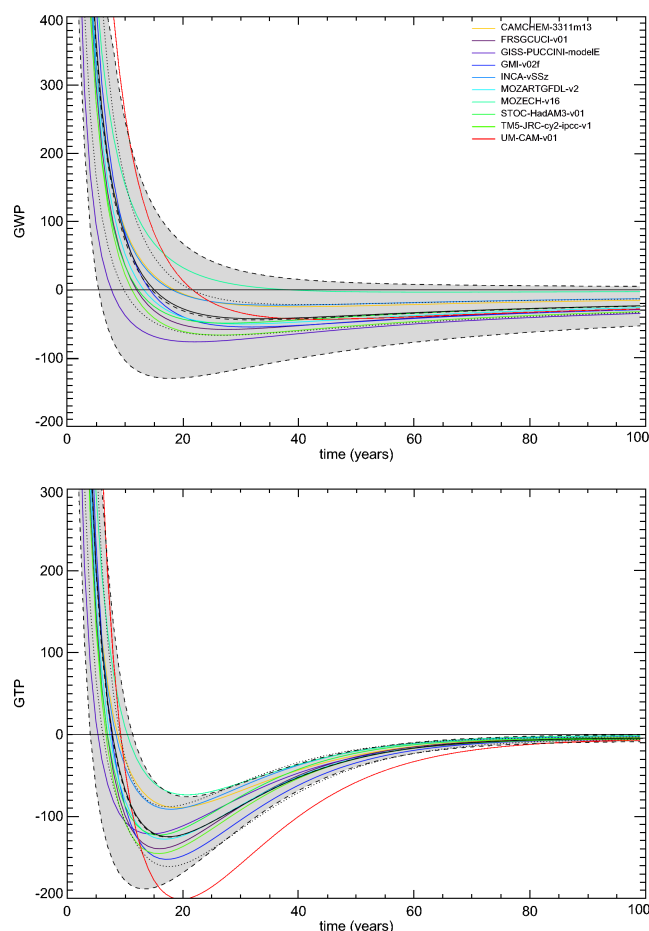 400
300
200
100
0
-100
-200
GWP
CAMCHEM-3311m13
FRSGCUCI-v01
GISS-PUCCINI-modelE
GMI-v02f
INCA-vSSz
MOZARTGFDL-v2
MOZECH-v16
STOC-HadAM3-v01
TM5-JRC-cy2-ipcc-v1
UM-CAM-v01
0 20 40 60 80 100
time (years)
300
200
100
0
-100
-200
GTP
0 20 40 60 80 100
time (years)